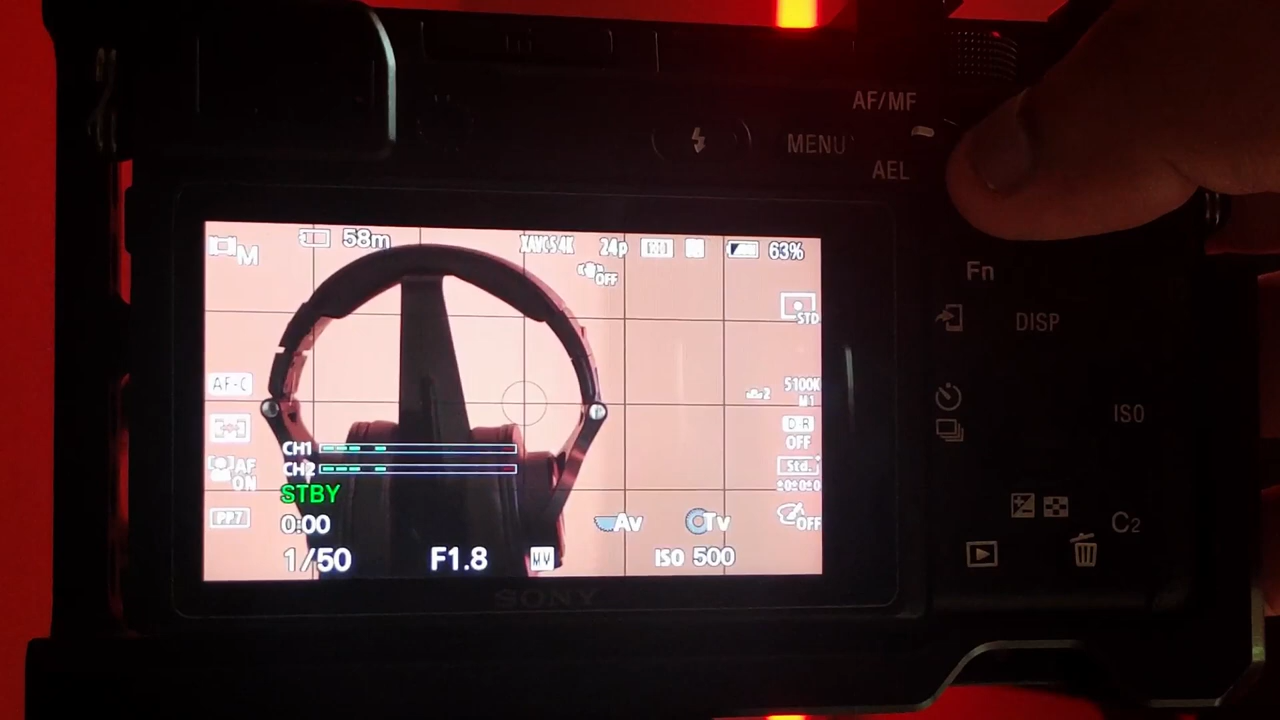 AF/MF
MENU
AEL
M
58m
XAVC S 4K
24p
100
63%
OFF
STD
AF-C
5100K
M1
D-R
OFF
CH1
CH2
AF
ON
Std.
STBY
PP7
0:00
Av
Tv
OFF
1/50
F1.8
MV
ISO 500
SONY
Fn
DISP
ISO
C2